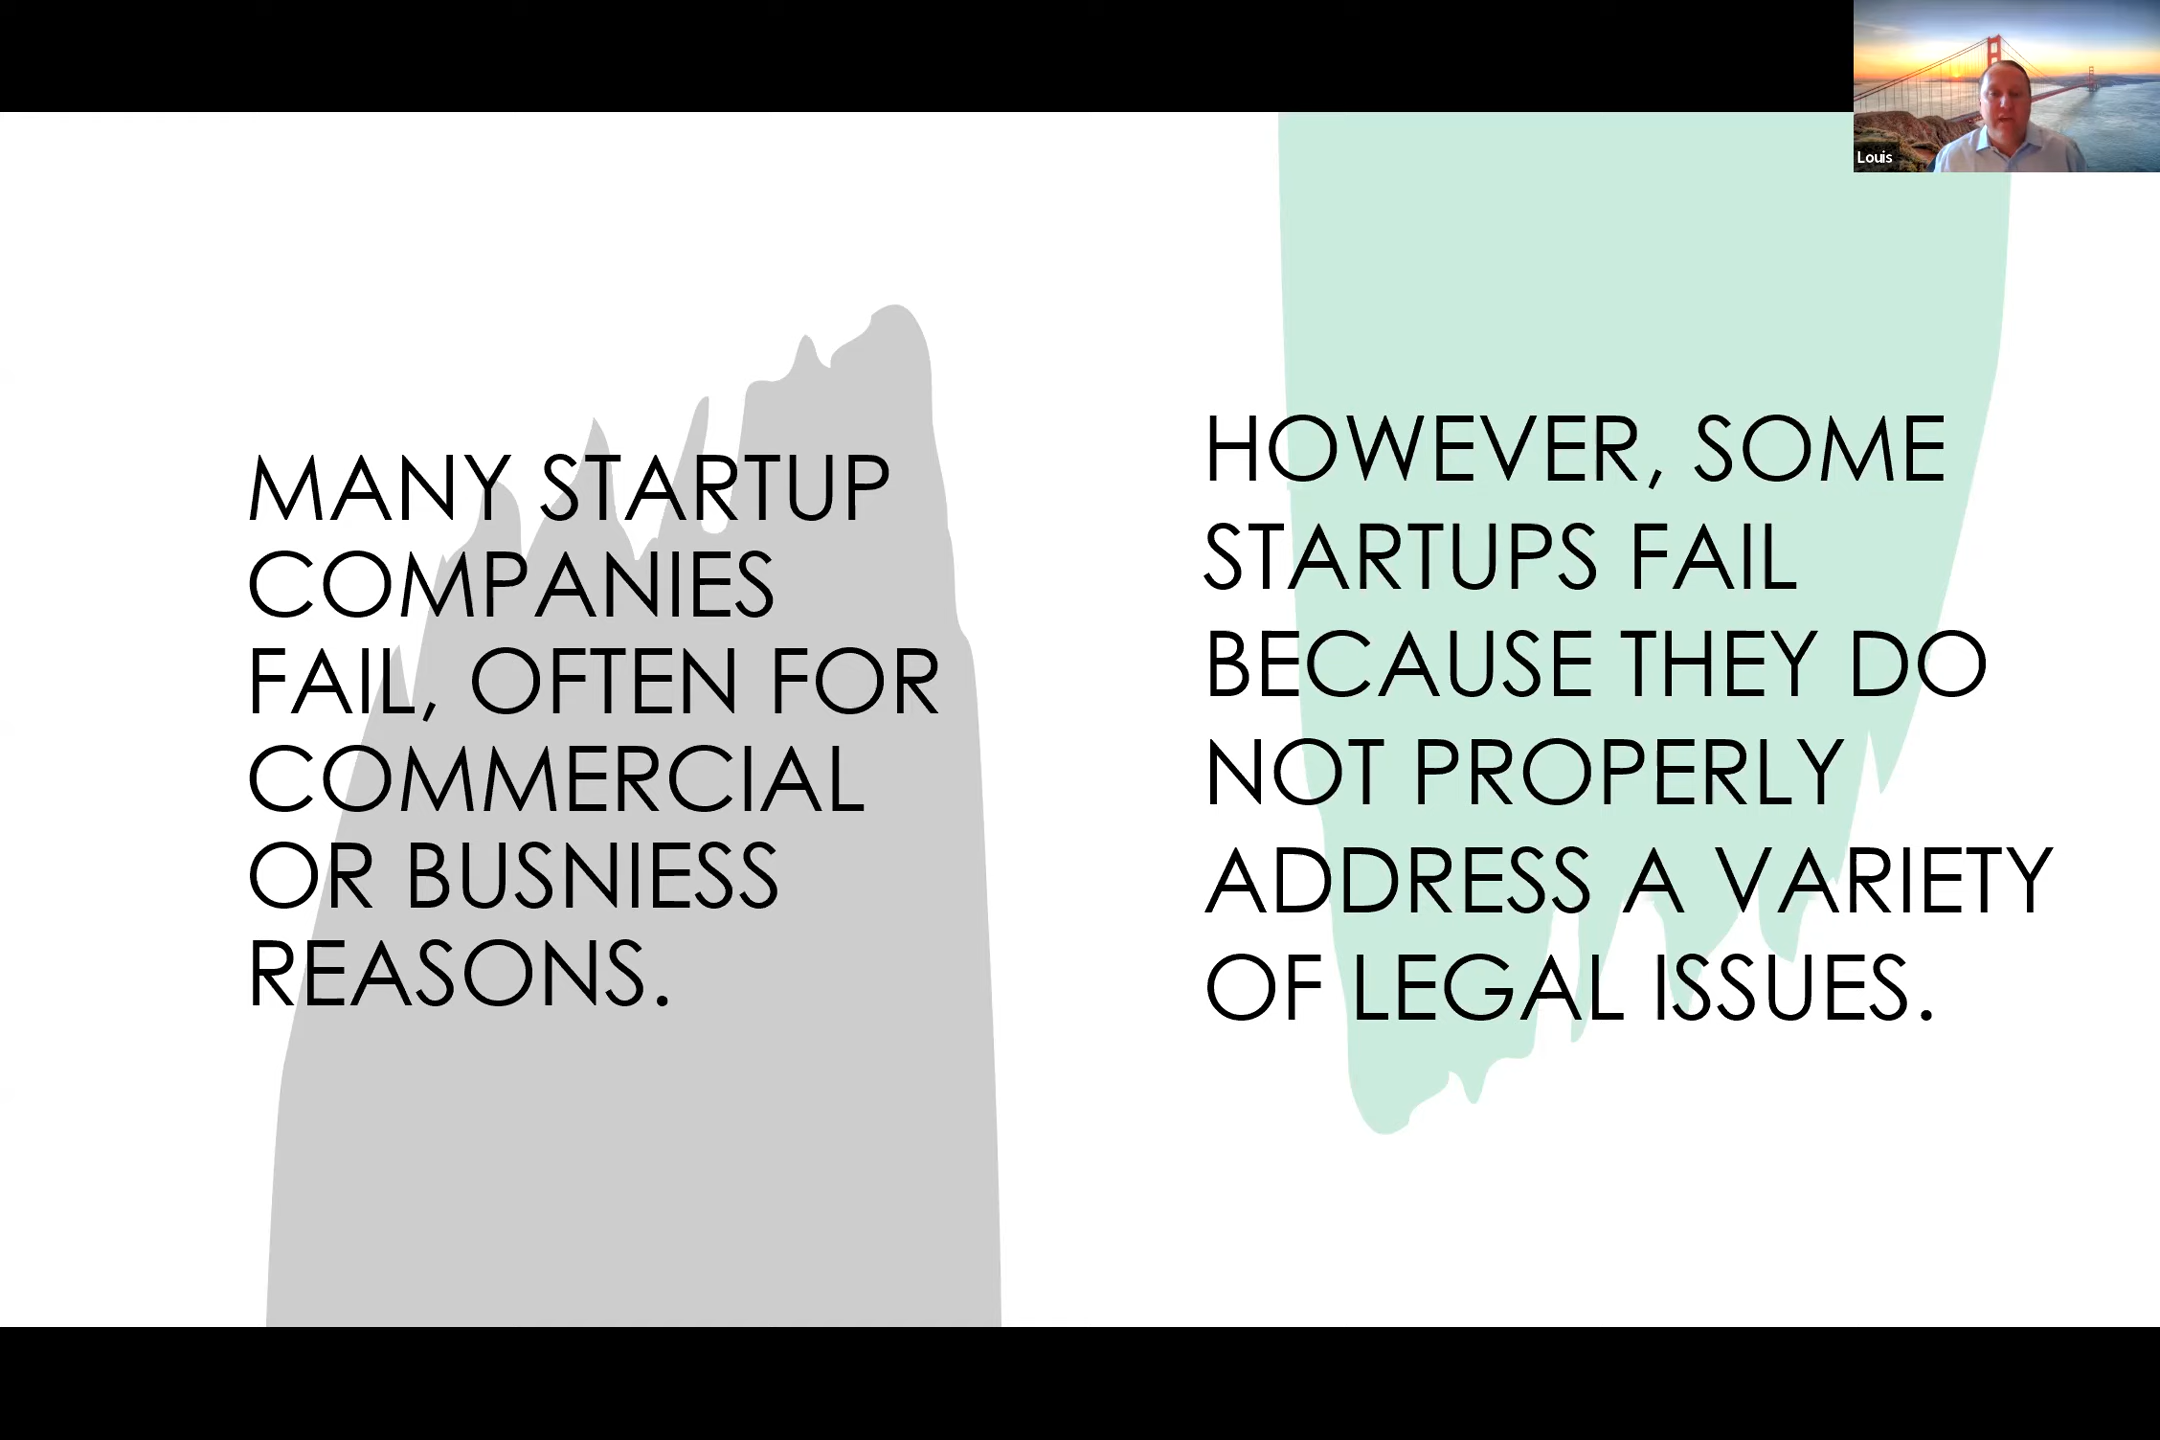 Louis
MANY STARTUP
COMPANIES
FAIL, OFTEN FOR
COMMERCIAL
OR BUSNIESS
REASONS.
HOWEVER, SOME
STARTUPS FAIL
BECAUSE THEY DO
NOT PROPERLY
ADDRESS A VARIETY
OF LEGAL ISSUES.